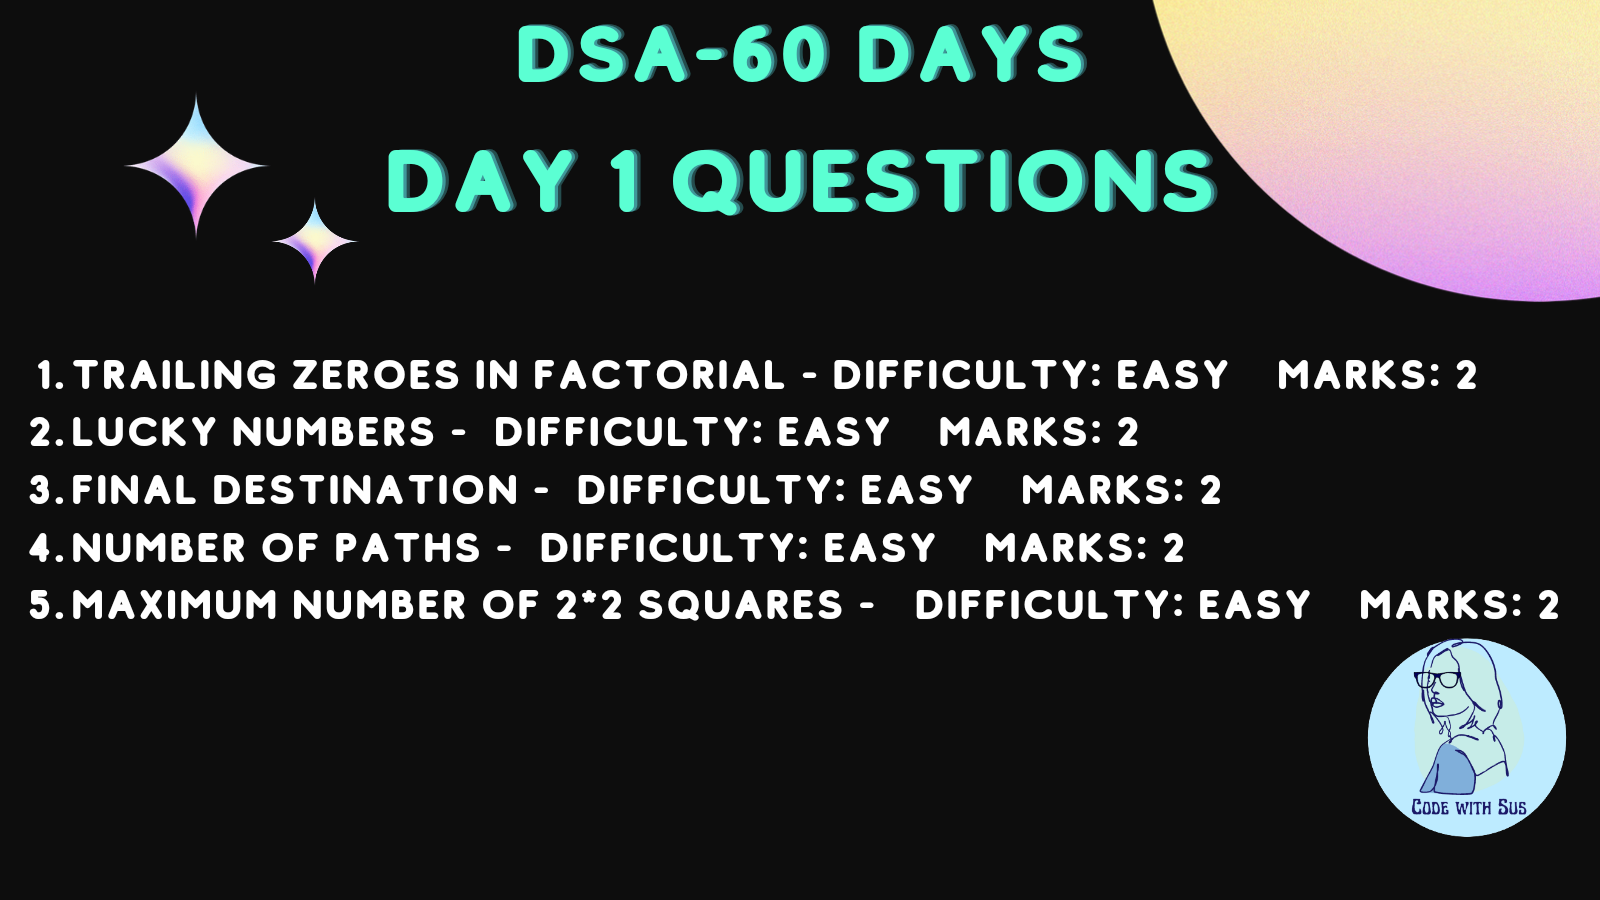 DSA-60 DAYS
DAY 1 QUESTIONS
1. TRAILING ZEROES IN FACTORIAL - DIFFICULTY: EASY MARKS: 2
2. LUCKY NUMBERS - DIFFICULTY: EASY MARKS: 2
3. FINAL DESTINATION - DIFFICULTY: EASY MARKS: 2
4. NUMBER OF PATHS - DIFFICULTY: EASY MARKS: 2
5. MAXIMUM NUMBER OF 2*2 SQUARES - DIFFICULTY: EASY MARKS: 2
CODE WITH SUS